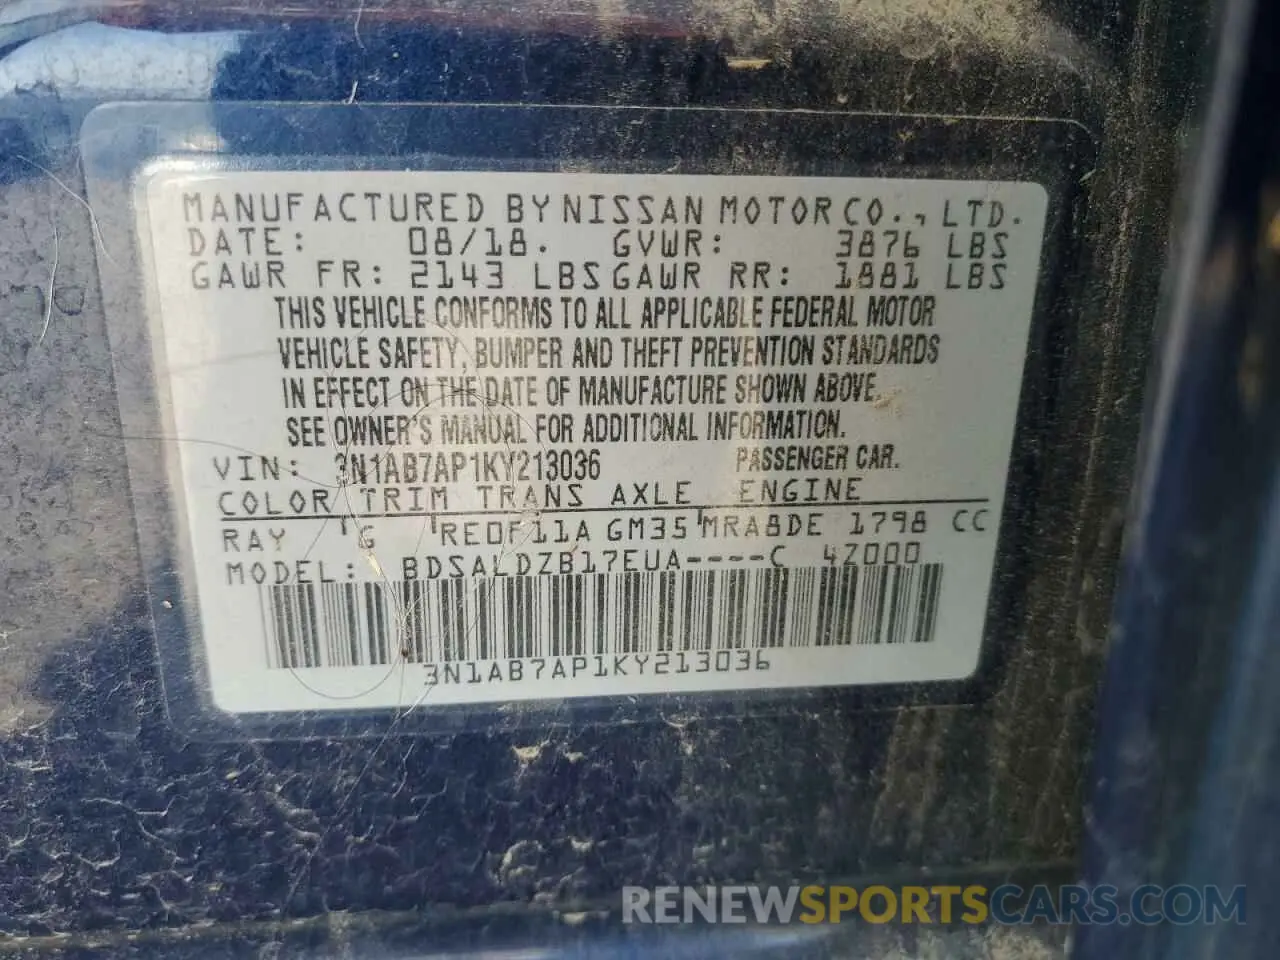 MANUFACTURED BY NISSAN MOTOR CO., LTD.
DATE: 08/18. GVWR: 3876 LBS
GAWR FR: 2143 LBS GAWR RR: 1881 LBS
THIS VEHICLE CONFORMS TO ALL APPLICABLE FEDERAL MOTOR
VEHICLE SAFETY, BUMPER AND THEFT PREVENTION STANDARDS
IN EFFECT ON THE DATE OF MANUFACTURE SHOWN ABOVE.
SEE OWNER'S MANUAL FOR ADDITIONAL INFORMATION.
VIN: 3N1AB7AP1KY213036 PASSENGER CAR.
COLOR TRIM TRANS AXLE ENGINE
RAY G RE0F11A GM35 MRA8DE 1798 CC
MODEL: BDSALDZB17EUA----C 4Z000
3N1AB7AP1KY213036
RENEWSPORTSCARS.COM